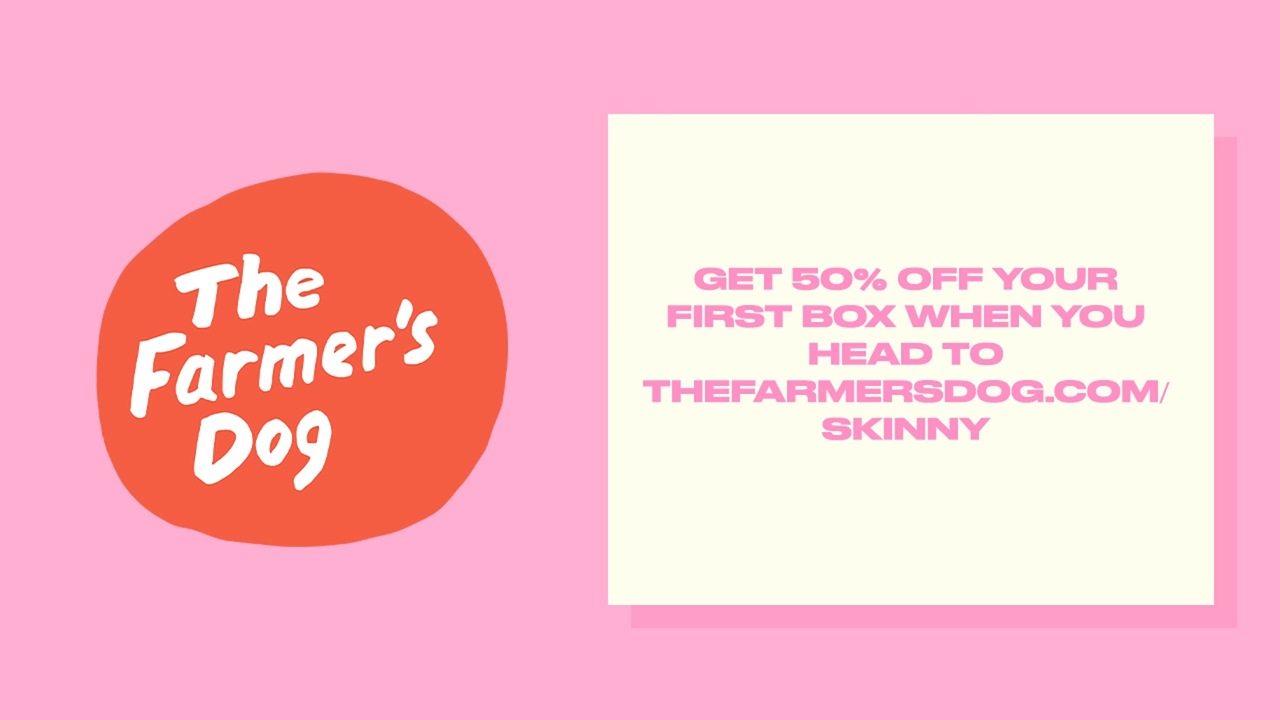 The
Farmer's
Dog
GET 50% OFF YOUR
FIRST BOX WHEN YOU
HEAD TO
THEFARMERSDOG.COM/
SKINNY